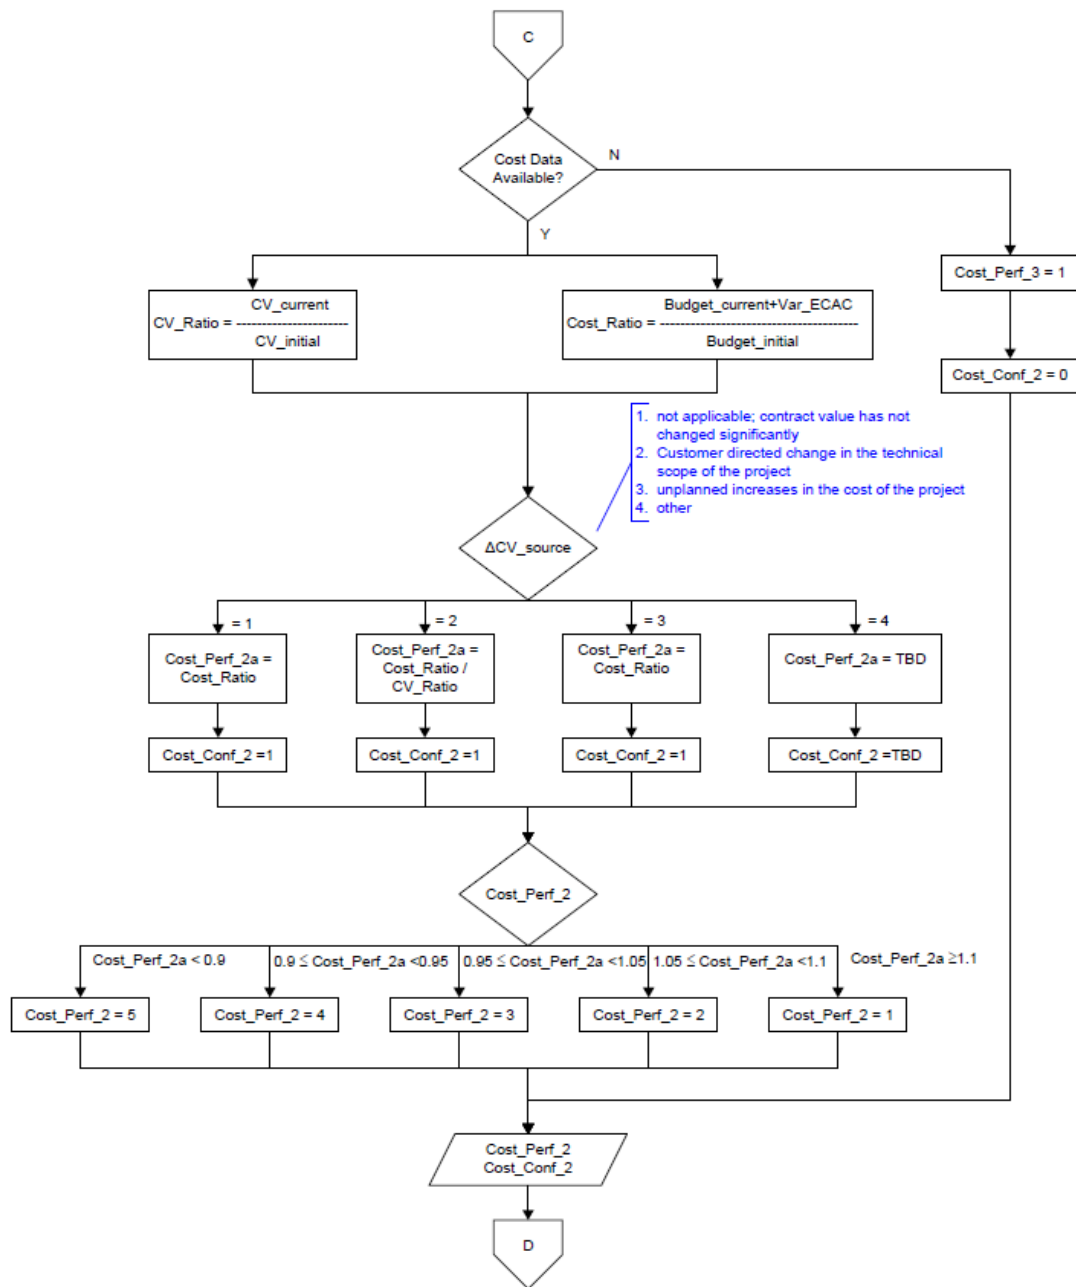 C
Cost Data
Available?
N
Y
CV_current
CV_Ratio = ----------------------
CV_initial
Budget_current+Var_ECAC
Cost_Ratio = ---------------------------------------
Budget_initial
Cost_Perf_3 = 1
Cost_Conf_2 = 0
1. not applicable; contract value has not
changed significantly
2. Customer directed change in the technical
scope of the project
3. unplanned increases in the cost of the project
4. other
ΔCV_source
= 1
= 2
= 3
= 4
Cost_Perf_2a =
Cost_Ratio
Cost_Perf_2a =
Cost_Ratio /
CV_Ratio
Cost_Perf_2a =
Cost_Ratio
Cost_Perf_2a = TBD
Cost_Conf_2 =1
Cost_Conf_2 =1
Cost_Conf_2 =1
Cost_Conf_2 =TBD
Cost_Perf_2
Cost_Perf_2a < 0.9
0.9 ≤ Cost_Perf_2a <0.95
0.95 ≤ Cost_Perf_2a <1.05
1.05 ≤ Cost_Perf_2a <1.1
Cost_Perf_2a ≥1.1
Cost_Perf_2 = 5
Cost_Perf_2 = 4
Cost_Perf_2 = 3
Cost_Perf_2 = 2
Cost_Perf_2 = 1
Cost_Perf_2
Cost_Conf_2
D